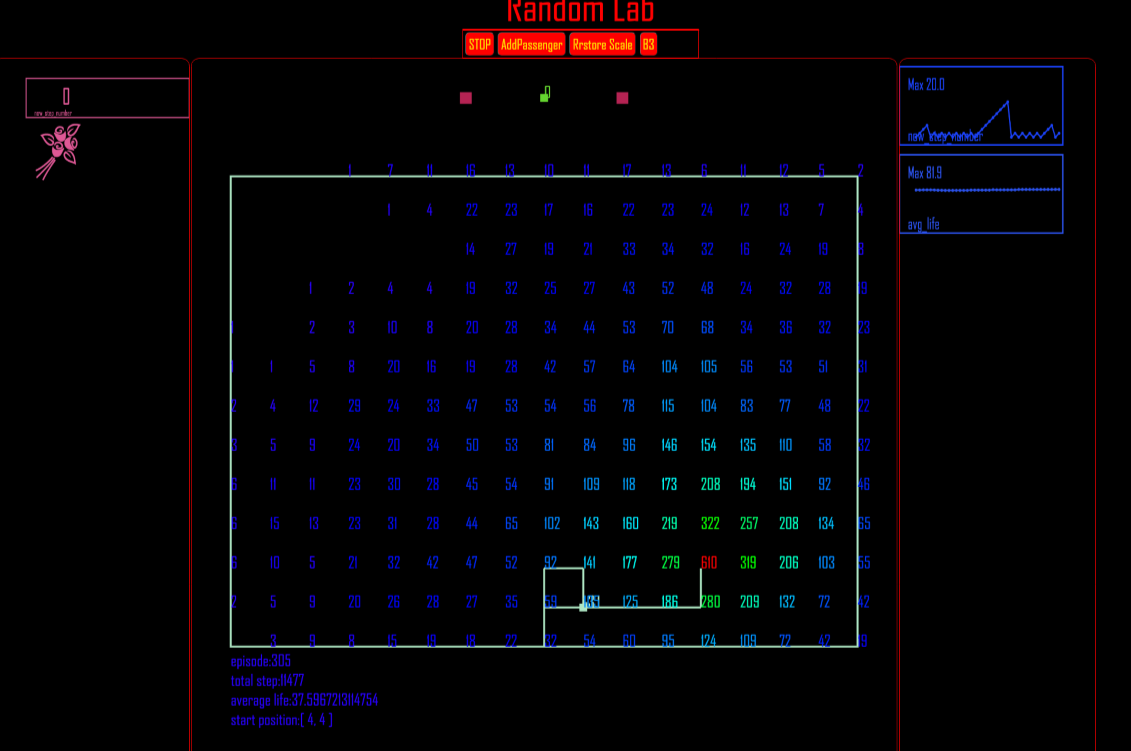 Random Lab
STOP AddPassenger Rrstore Scale B3
now_step_number
Max 20.0
now_step_number
Max 81.9
avg_life
1 7 11 16 13 10 11 17 13 6 11 12 5 2
1 4 22 23 17 16 22 23 24 12 13 7 4
14 27 19 21 33 34 32 16 24 19 8
1 2 4 4 19 32 25 27 43 52 48 24 32 28 19
1 2 3 10 8 20 28 34 44 53 70 68 34 36 32 23
1 1 5 8 20 16 19 28 42 57 64 104 105 56 53 51 31
2 4 12 29 24 33 47 53 54 56 78 115 104 83 77 48 22
3 5 9 24 20 34 50 53 81 84 96 146 154 135 110 58 32
6 11 11 23 30 28 45 54 91 109 118 173 208 194 151 92 46
6 15 13 23 31 28 44 65 102 143 160 219 322 257 208 134 65
6 10 5 21 32 42 47 52 92 141 177 279 610 319 206 103 55
2 5 9 20 26 28 27 35 59 125 186 280 209 132 72 42
3 9 8 15 19 18 22 32 54 60 95 124 109 72 42 19
episode:305
total step:11477
average life:37.5967213114754
start position:[ 4, 4 ]